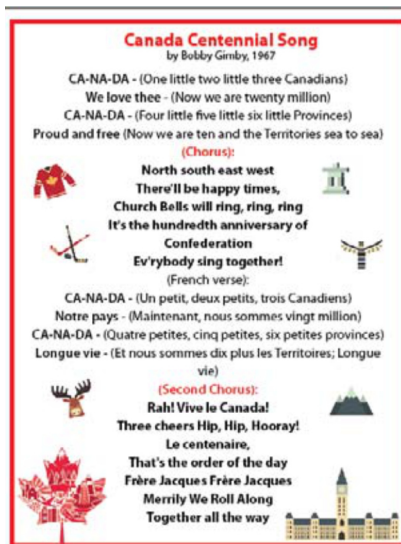 Canada Centennial Song
by Bobby Gimby, 1967
CA-NA-DA - (One little two little three Canadians)
We love thee - (Now we are twenty million)
CA-NA-DA - (Four little five little six little Provinces)
Proud and free (Now we are ten and the Territories sea to sea)
(Chorus):
North south east west
There'll be happy times,
Church Bells will ring, ring, ring
It's the hundredth anniversary of
Confederation
Ev'rybody sing together!
(French verse):
CA-NA-DA - (Un petit, deux petits, trois Canadiens)
Notre pays - (Maintenant, nous sommes vingt million)
CA-NA-DA - (Quatre petites, cinq petites, six petites provinces)
Longue vie - (Et nous sommes dix plus les Territoires; Longue
vie)
(Second Chorus):
Rah! Vive le Canada!
Three cheers Hip, Hip, Hooray!
Le centenaire,
That's the order of the day
Frère Jacques Frère Jacques
Merrily We Roll Along
Together all the way